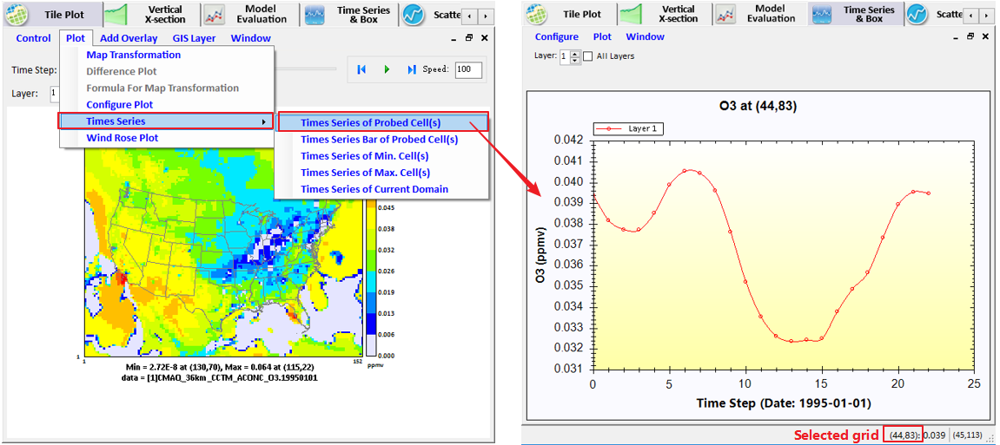 Tile Plot
Vertical
X-section
Model
Evaluation
Time Series
& Box
Scatte
Control Plot Add Overlay GIS Layer Window
Time Step:
Speed: 100
Layer: 1
Map Transformation
Difference Plot
Formula For Map Transformation
Configure Plot
Times Series
Wind Rose Plot
Times Series of Probed Cell(s)
Times Series Bar of Probed Cell(s)
Times Series of Min. Cell(s)
Times Series of Max. Cell(s)
Times Series of Current Domain
0.045
0.038
0.032
0.026
0.019
0.013
0.006
0.000
ppmv
1
1 152
Min = 2.72E-8 at (130,70), Max = 0.064 at (115,22)
data = [1]CMAQ_36km_CCTM_ACONC_O3.19950101
Tile Plot
Vertical
X-section
Model
Evaluation
Time Series
& Box
Scatte
Configure Plot Window
Layer: 1 All Layers
O3 at (44,83)
Layer 1
0.042
0.041
0.040
0.039
0.038
0.037
0.036
0.035
0.034
0.033
0.032
0.031
O3 (ppmv)
0 5 10 15 20 25
Time Step (Date: 1995-01-01)
Selected grid (44,83): 0.039 (45,113)